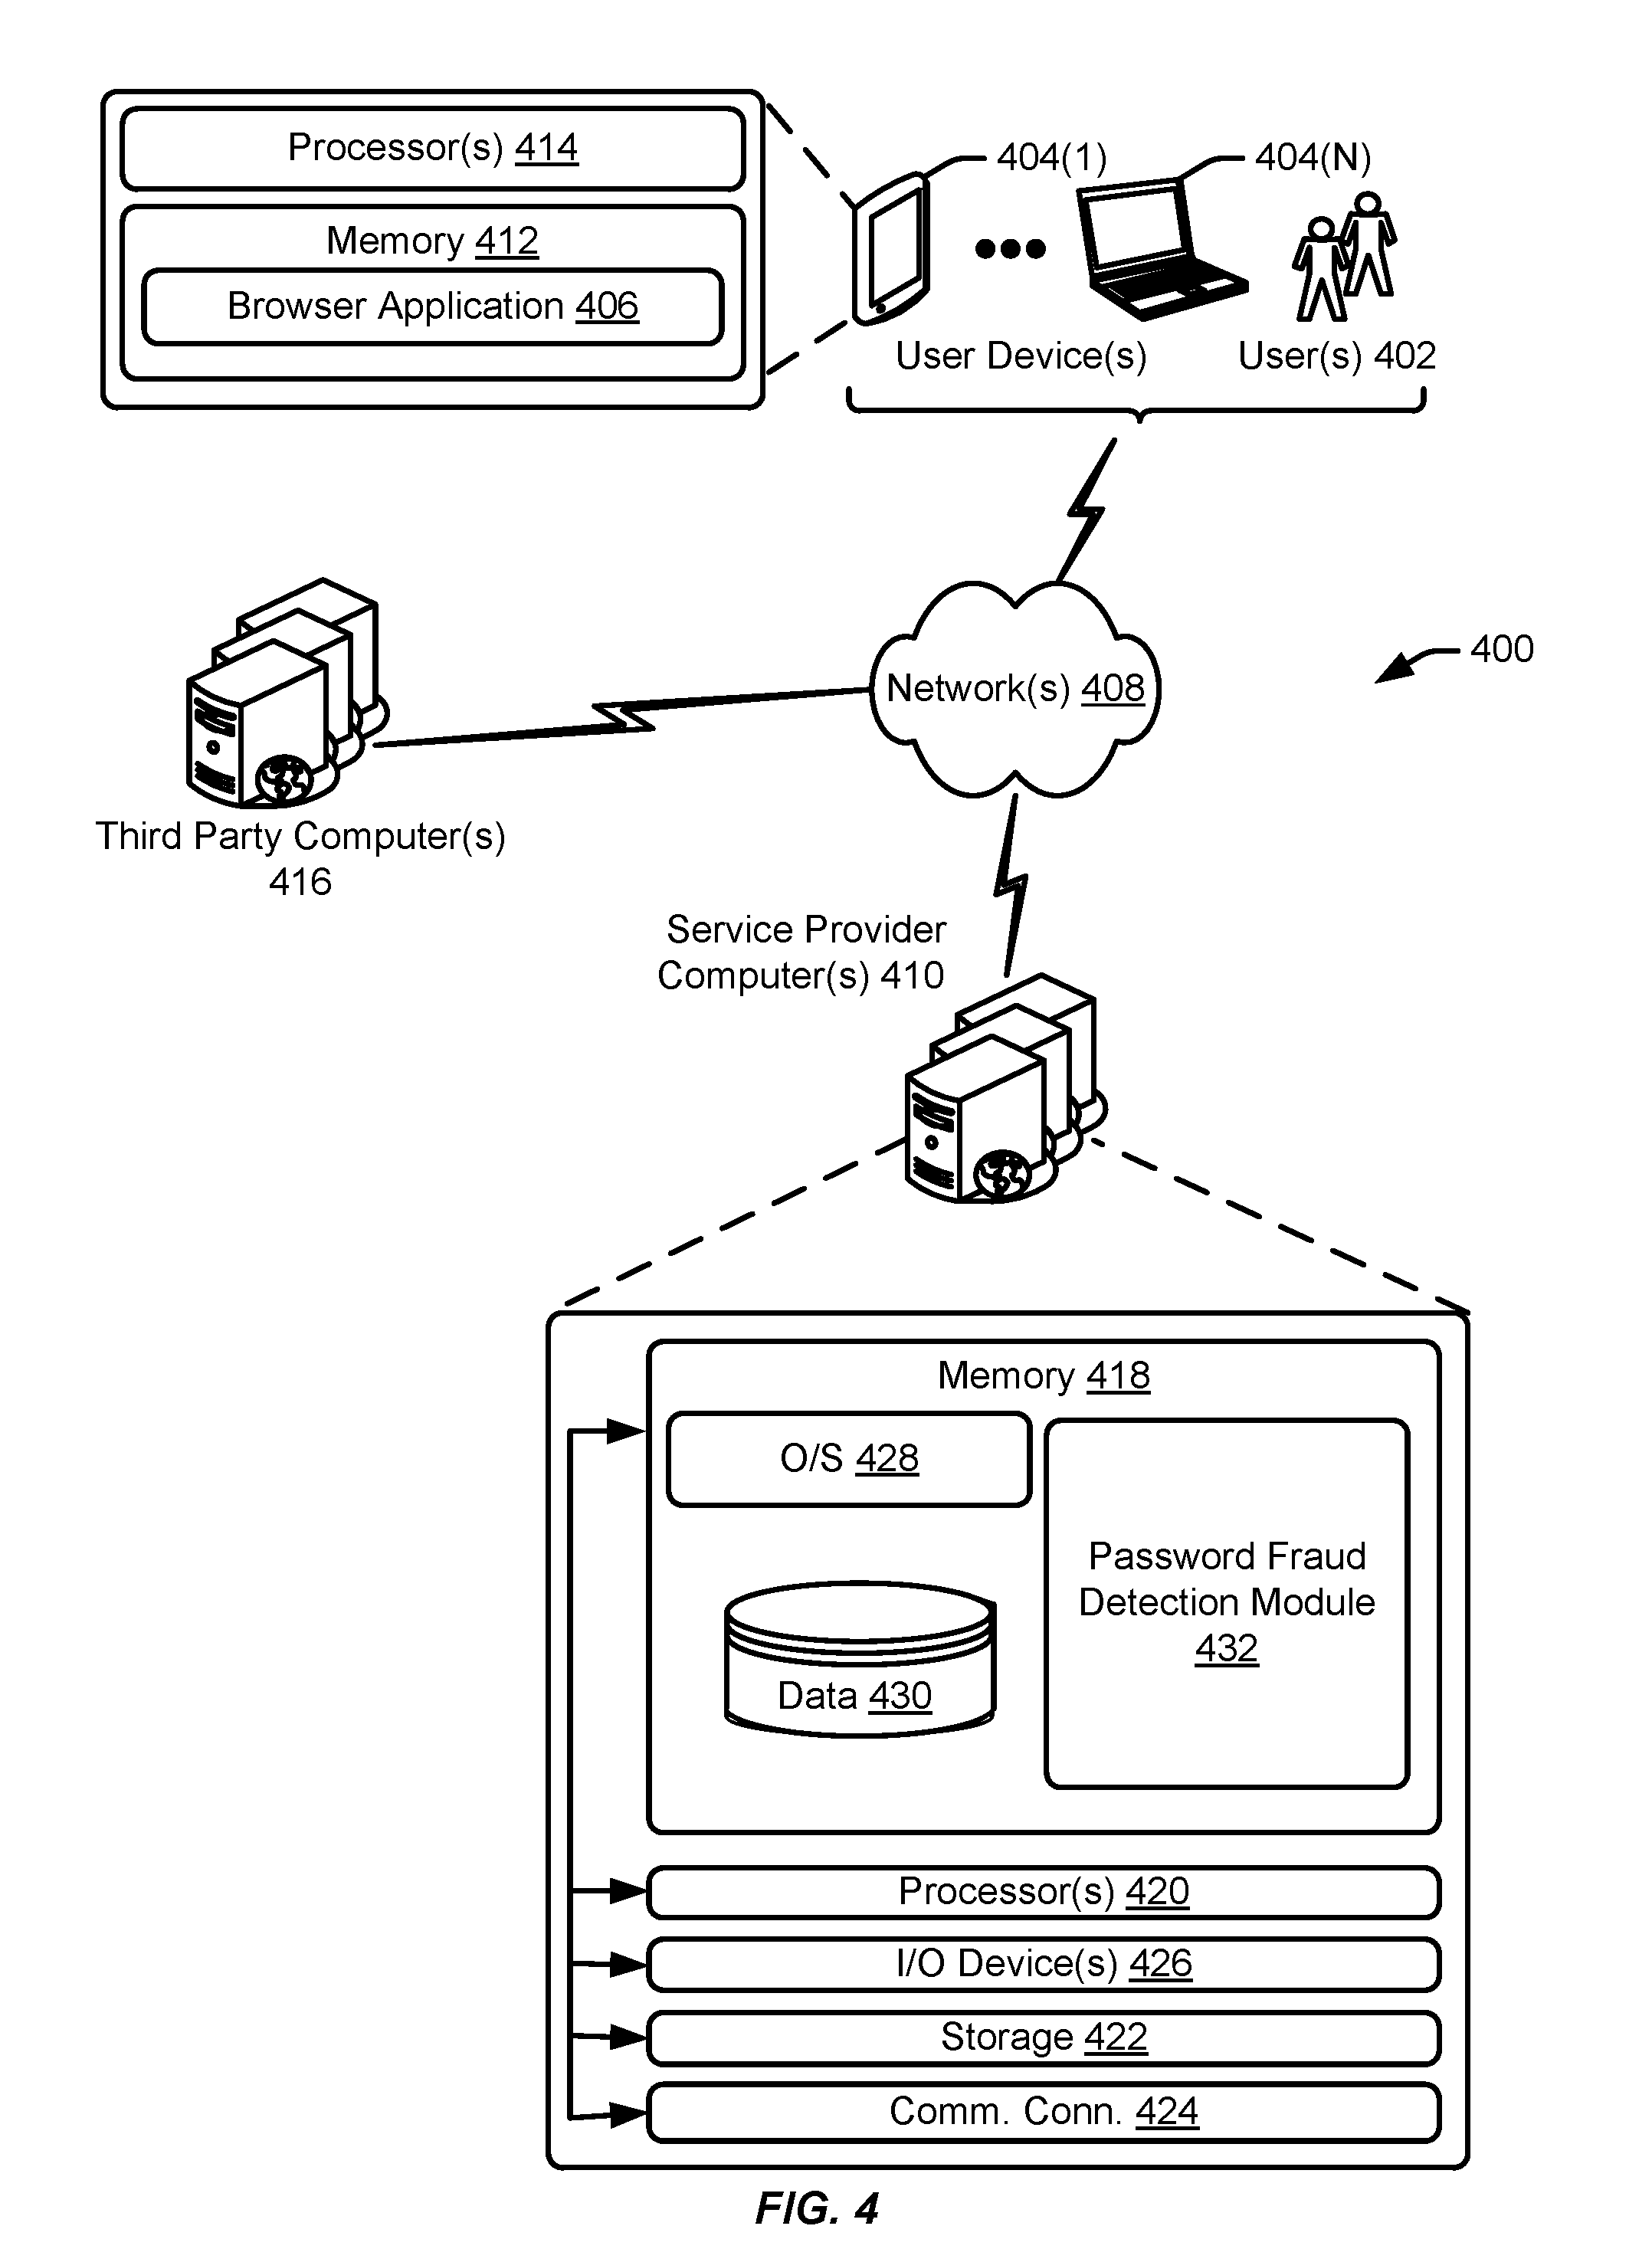 Processor(s) 414
Memory 412
Browser Application 406
404(1)
404(N)
User Device(s)
User(s) 402
Network(s) 408
400
Third Party Computer(s)
416
Service Provider
Computer(s) 410
Memory 418
O/S 428
Data 430
Password Fraud
Detection Module
432
Processor(s) 420
I/O Device(s) 426
Storage 422
Comm. Conn. 424
FIG. 4